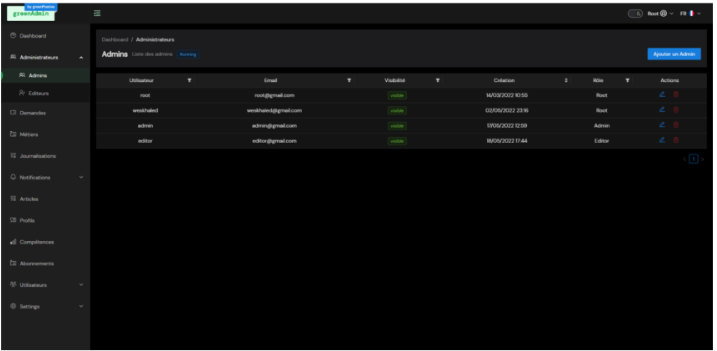 greenAdmin
Root
FR
Dashboard
Administrateurs
Admins
Editeurs
Demandes
Métiers
Journalisations
Notifications
Articles
Profils
Compétences
Abonnements
Utilisateurs
Settings
Dashboard / Administrateurs
Admins Liste des admins Running
Ajouter un Admin
Utilisateur Email Visibilité Création Rôle Actions
root root@gmail.com visible 14/03/2022 10:55 Root
weskhaled weskhaled@gmail.com visible 02/05/2022 23:16 Root
admin admin@gmail.com visible 17/05/2022 12:59 Admin
editor editor@gmail.com visible 18/05/2022 17:44 Editor
1